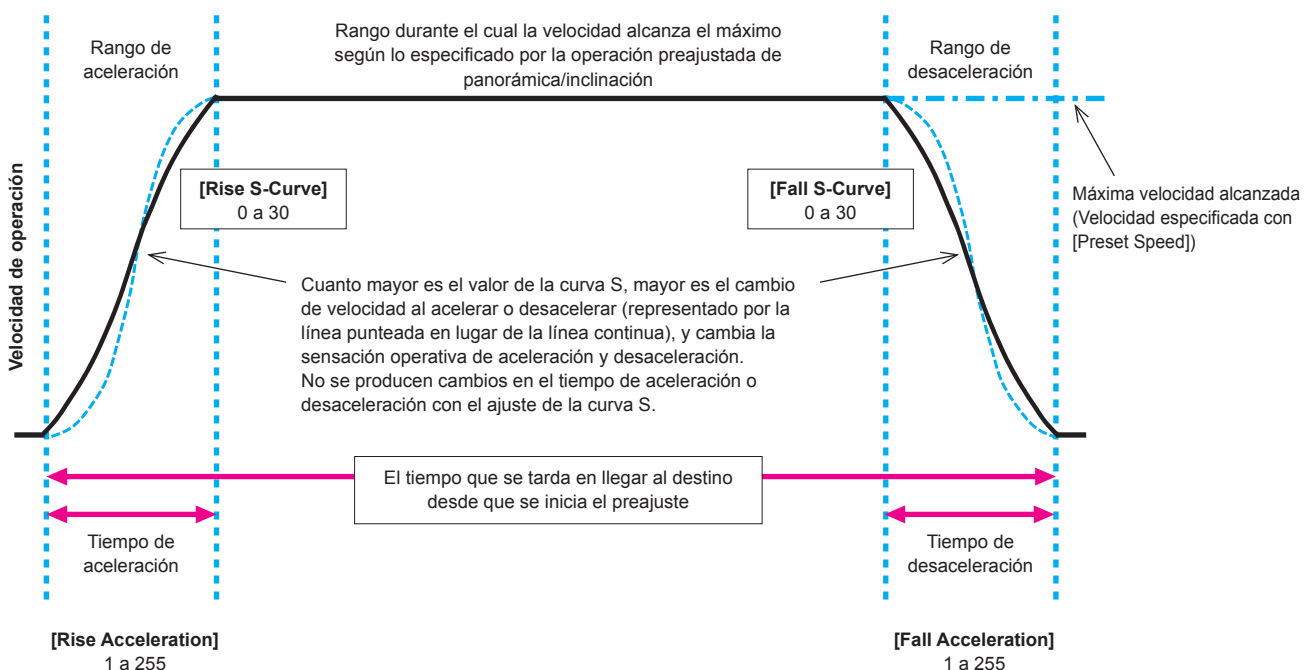 Rango de
aceleración
Rango durante el cual la velocidad alcanza el máximo
según lo especificado por la operación preajustada de
panorámica/inclinación
Rango de
desaceleración
Velocidad de operación
[Rise S-Curve]
0 a 30
[Fall S-Curve]
0 a 30
Máxima velocidad alcanzada
(Velocidad especificada con
[Preset Speed])
Cuanto mayor es el valor de la curva S, mayor es el cambio
de velocidad al acelerar o desacelerar (representado por la
línea punteada en lugar de la línea continua), y cambia la
sensación operativa de aceleración y desaceleración.
No se producen cambios en el tiempo de aceleración o
desaceleración con el ajuste de la curva S.
El tiempo que se tarda en llegar al destino
desde que se inicia el preajuste
Tiempo de
aceleración
Tiempo de
desaceleración
[Rise Acceleration]
1 a 255
[Fall Acceleration]
1 a 255